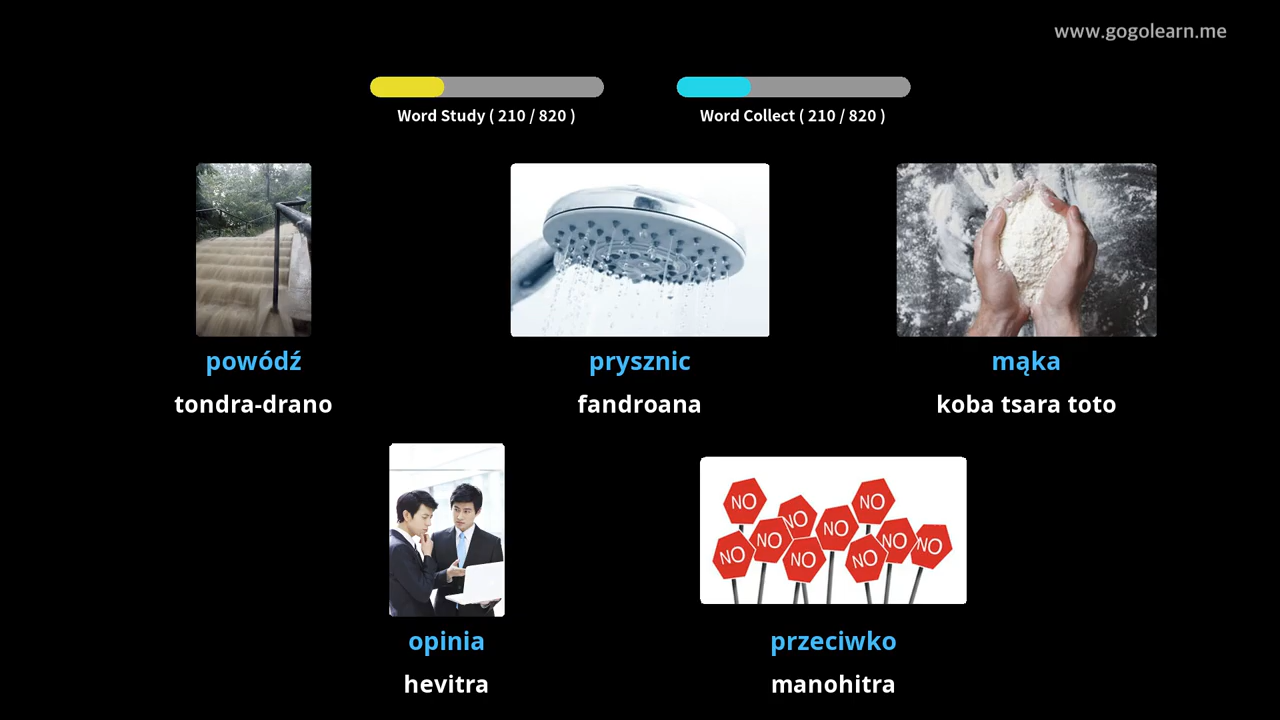 www.gogolearn.me
Word Study ( 210 / 820 )
Word Collect ( 210 / 820 )
powódź
prysznic
mąka
tondra-drano
fandroana
koba tsara toto
NO NO NO NO NO NO NO NO NO NO
opinia
przeciwko
hevitra
manohitra